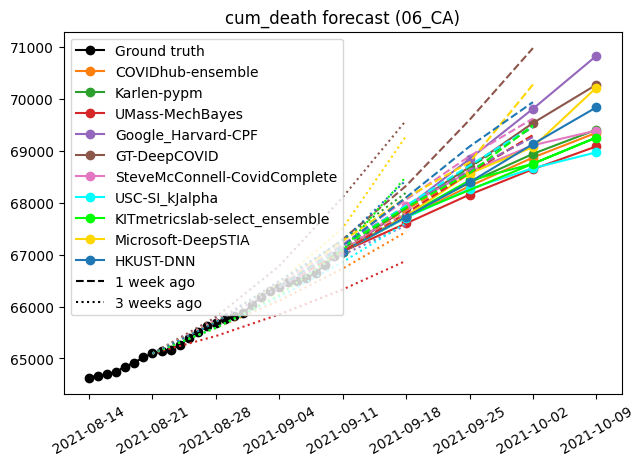 cum_death forecast (06_CA)
71000
70000
69000
68000
67000
66000
65000
Ground truth
COVIDhub-ensemble
Karlen-pypm
UMass-MechBayes
Google_Harvard-CPF
GT-DeepCOVID
SteveMcConnell-CovidComplete
USC-SI_kJalpha
KITmetricslab-select_ensemble
Microsoft-DeepSTIA
HKUST-DNN
1 week ago
3 weeks ago
2021-08-14
2021-08-21
2021-08-28
2021-09-04
2021-09-11
2021-09-18
2021-09-25
2021-10-02
2021-10-09